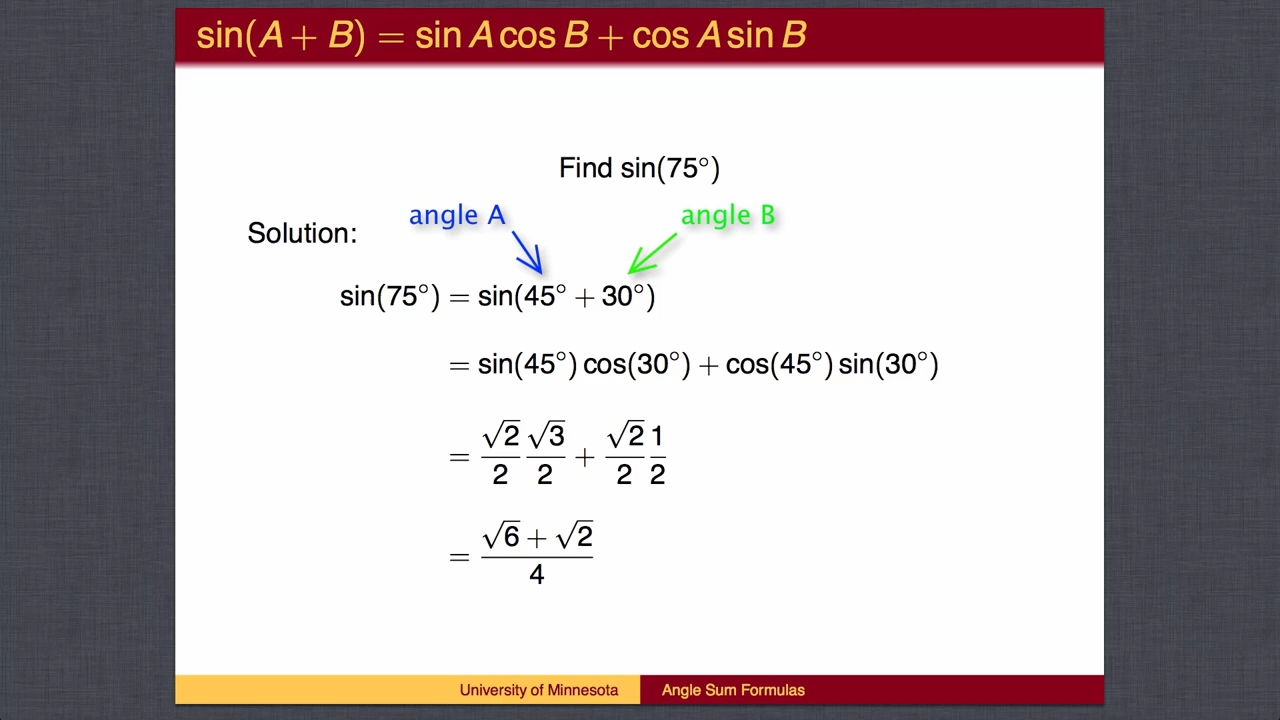 sin(A + B) = sin A cos B + cos A sin B
Find sin(75°)
angle A
angle B
Solution:
sin(75°) = sin(45° + 30°)
= sin(45°) cos(30°) + cos(45°) sin(30°)
= √2/2 √3/2 + √2/2 1/2
= (√6 + √2)/4
University of Minnesota
Angle Sum Formulas